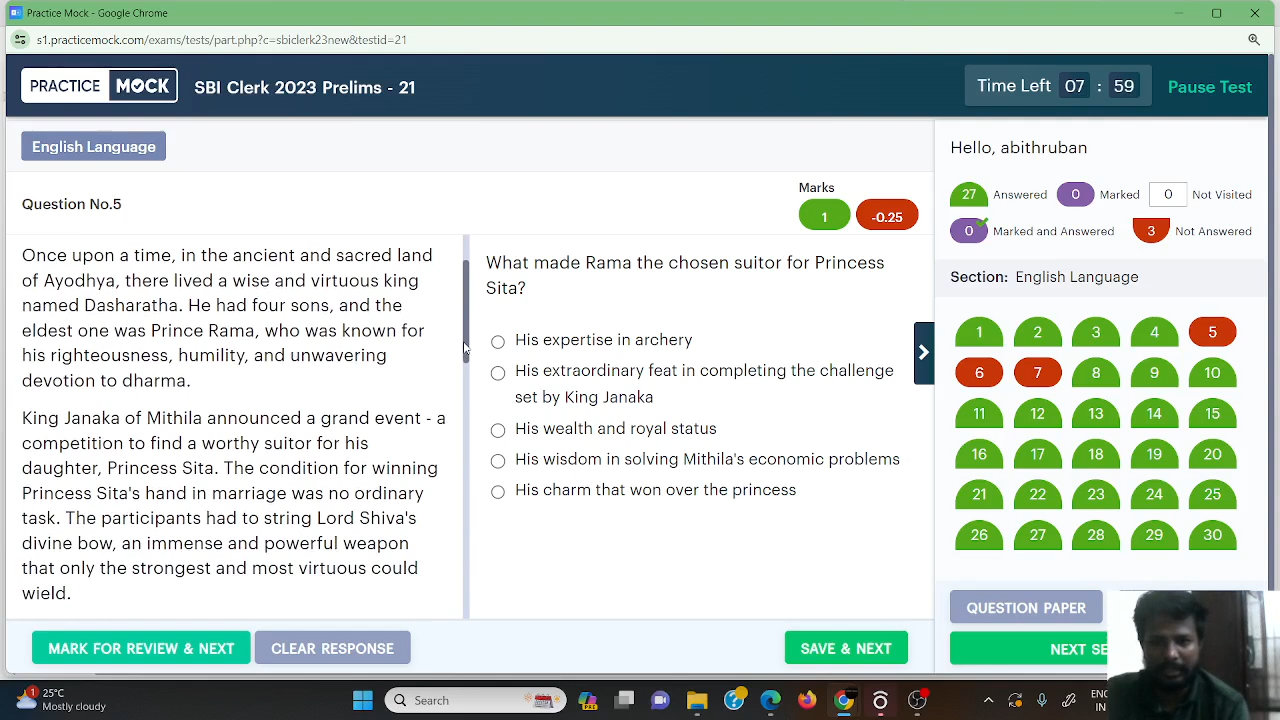 Practice Mock - Google Chrome
s1.practicemock.com/exams/tests/part.php?c=sbiclerk23new&testid=21
PRACTICE MOCK
SBI Clerk 2023 Prelims - 21
Time Left 07 : 59
Pause Test
English Language
Hello, abithruban
Marks
Question No.5
1
-0.25
27 Answered 0 Marked 0 Not Visited
0 Marked and Answered 3 Not Answered
Section: English Language
Once upon a time, in the ancient and sacred land
of Ayodhya, there lived a wise and virtuous king
named Dasharatha. He had four sons, and the
eldest one was Prince Rama, who was known for
his righteousness, humility, and unwavering
devotion to dharma.
King Janaka of Mithila announced a grand event - a
competition to find a worthy suitor for his
daughter, Princess Sita. The condition for winning
Princess Sita's hand in marriage was no ordinary
task. The participants had to string Lord Shiva's
divine bow, an immense and powerful weapon
that only the strongest and most virtuous could
wield.
What made Rama the chosen suitor for Princess
Sita?
His expertise in archery
His extraordinary feat in completing the challenge
set by King Janaka
His wealth and royal status
His wisdom in solving Mithila's economic problems
His charm that won over the princess
1 2 3 4 5
6 7 8 9 10
11 12 13 14 15
16 17 18 19 20
21 22 23 24 25
26 27 28 29 30
QUESTION PAPER
NEXT SE
MARK FOR REVIEW & NEXT
CLEAR RESPONSE
SAVE & NEXT
1
25°C
Mostly cloudy
Search
ENG
IN